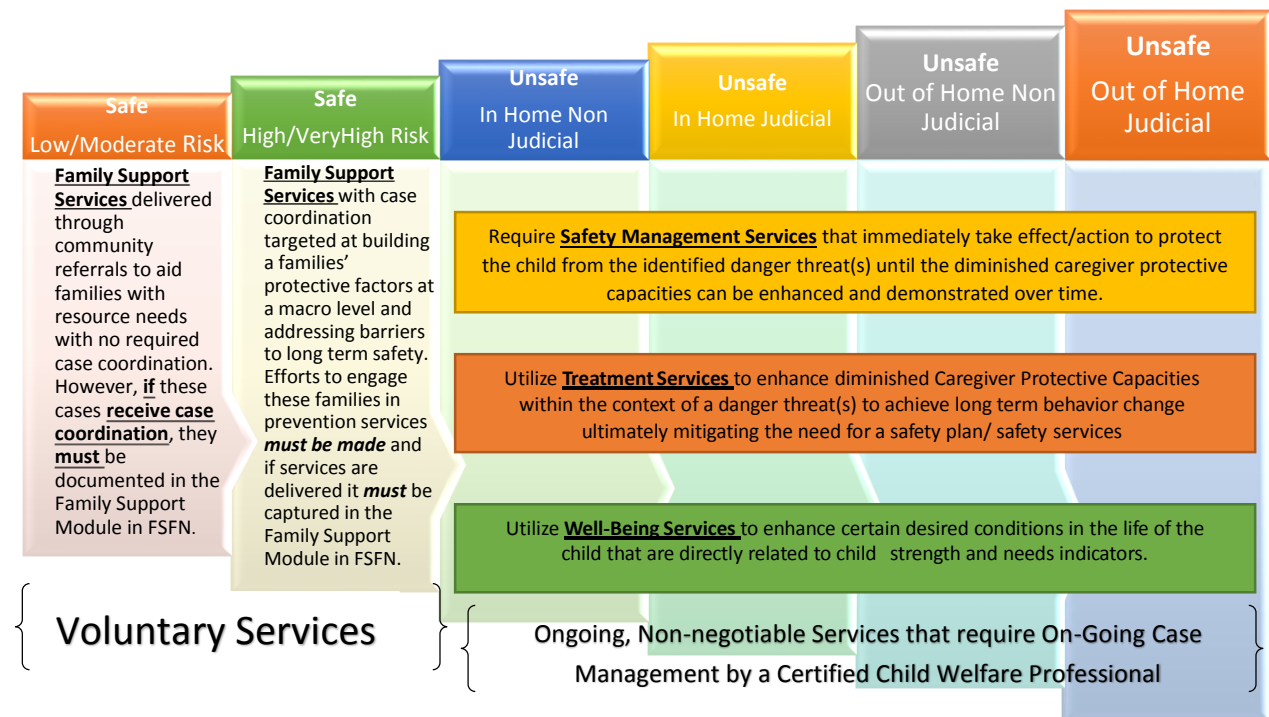 Safe
Low/Moderate Risk
Family Support
Services delivered
through
community
referrals to aid
families with
resource needs
with no required
case coordination.
However, if these
cases receive case
coordination, they
must be
documented in the
Family Support
Module in FSFN.
Safe
High/VeryHigh Risk
Family Support
Services with case
coordination
targeted at building
a families’
protective factors at
a macro level and
addressing barriers
to long term safety.
Efforts to engage
these families in
prevention services
must be made and
if services are
delivered it must be
captured in the
Family Support
Module in FSFN.
Unsafe
In Home Non
Judicial
Unsafe
In Home Judicial
Unsafe
Out of Home Non
Judicial
Unsafe
Out of Home
Judicial
Require Safety Management Services that immediately take effect/action to protect
the child from the identified danger threat(s) until the diminished caregiver protective
capacities can be enhanced and demonstrated over time.
Utilize Treatment Services to enhance diminished Caregiver Protective Capacities
within the context of a danger threat(s) to achieve long term behavior change
ultimately mitigating the need for a safety plan/ safety services
Utilize Well-Being Services to enhance certain desired conditions in the life of the
child that are directly related to child strength and needs indicators.
Voluntary Services
Ongoing, Non-negotiable Services that require On-Going Case
Management by a Certified Child Welfare Professional